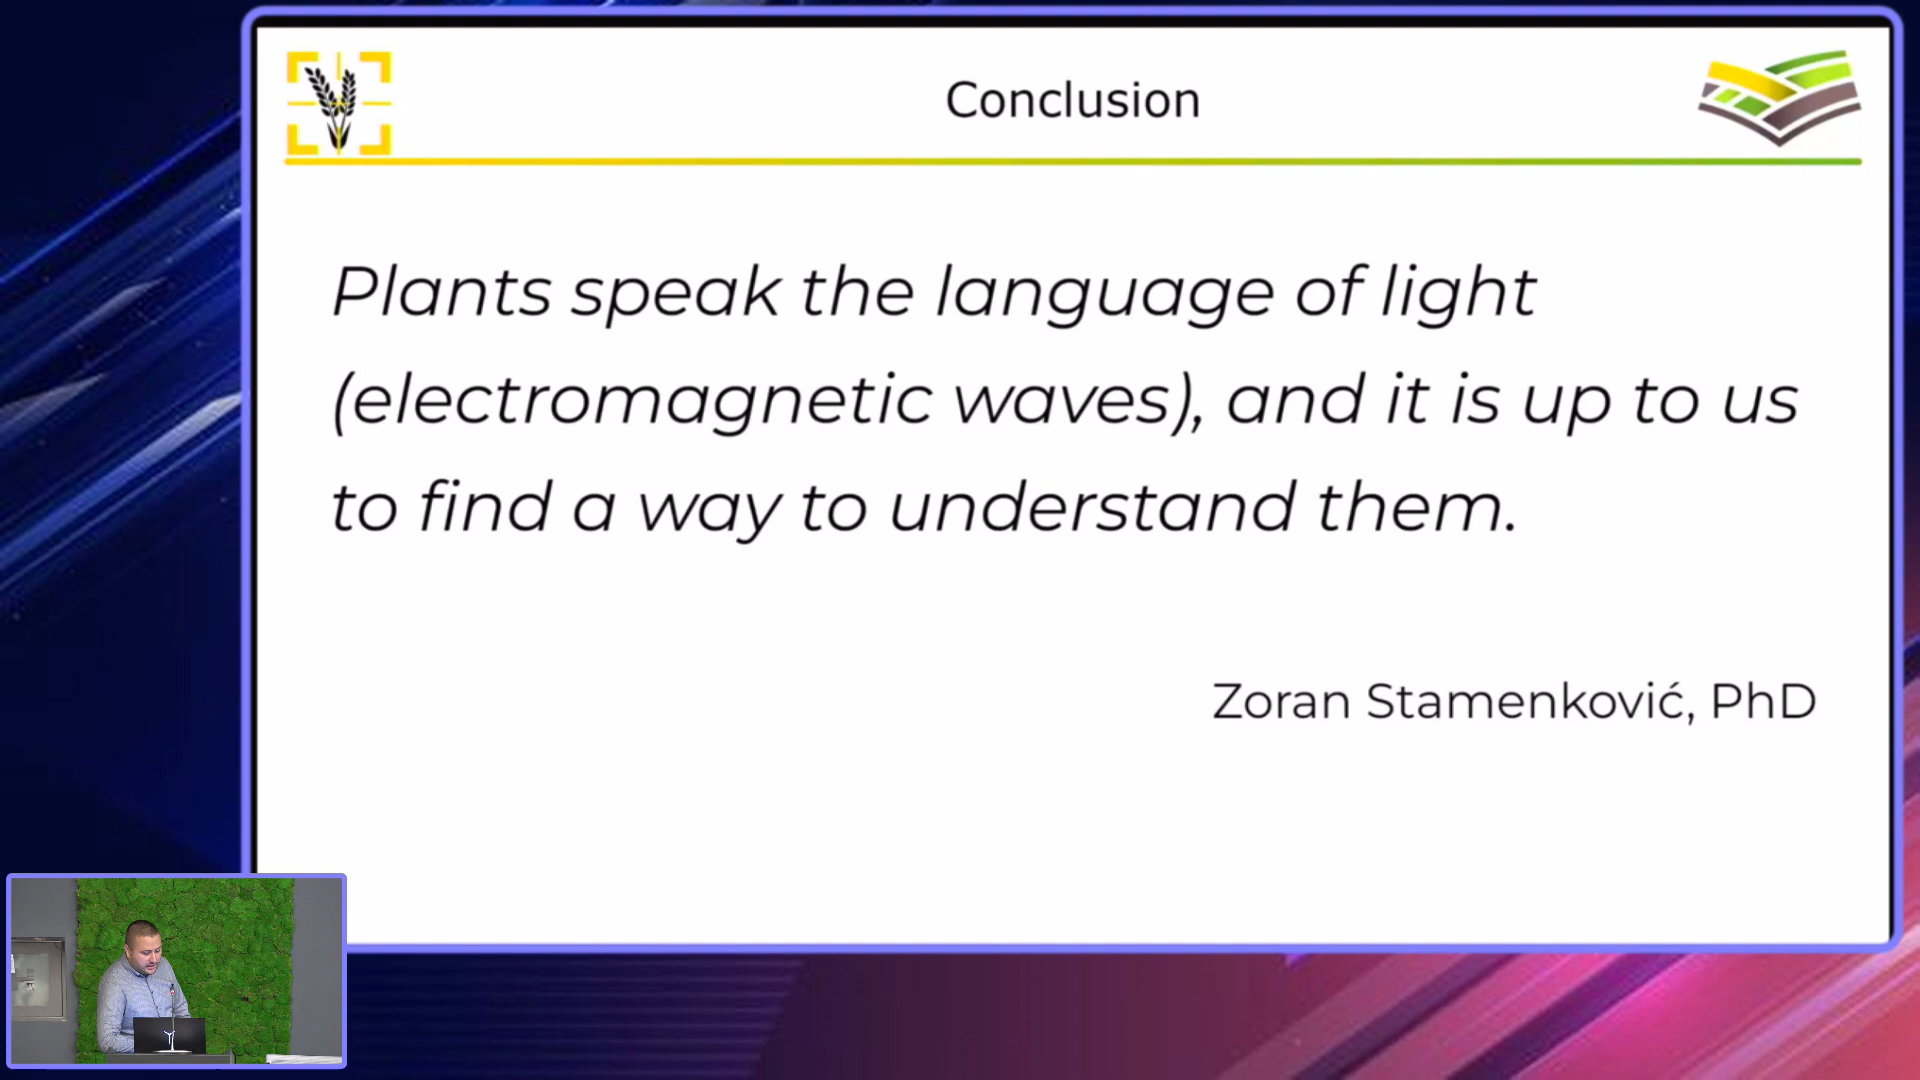 Conclusion
Plants speak the language of light
(electromagnetic waves), and it is up to us
to find a way to understand them.
Zoran Stamenković, PhD